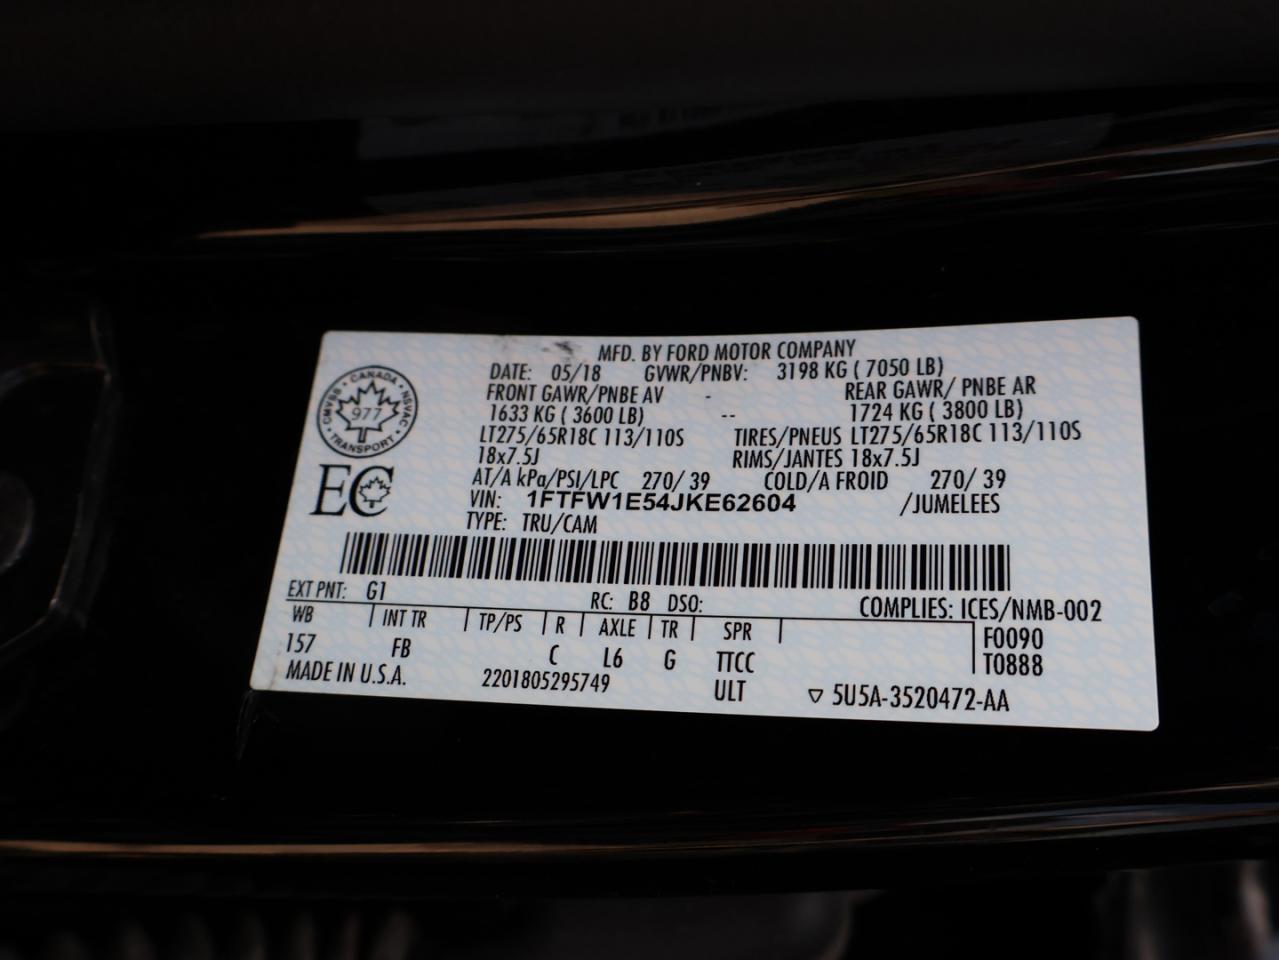 MFD. BY FORD MOTOR COMPANY
DATE: 05/18 GVWR/PNBV: 3198 KG ( 7050 LB)
FRONT GAWR/PNBE AV - REAR GAWR/ PNBE AR
1633 KG ( 3600 LB) -- 1724 KG ( 3800 LB)
LT275/65R18C 113/110S TIRES/PNEUS LT275/65R18C 113/110S
18x7.5J RIMS/JANTES 18x7.5J
AT/A kPa/PSI/LPC 270/ 39 COLD/A FROID 270/ 39
VIN: 1FTFW1E54JKE62604 /JUMELEES
TYPE: TRU/CAM
CANADA
CMVSS • NSVAC
977
TRANSPORT
EC
EXT PNT: G1 RC: B8 DSO: COMPLIES: ICES/NMB-002
WB | INT TR | TP/PS | R | AXLE | TR | SPR | F0090
157 FB C L6 G TTCC T0888
MADE IN U.S.A. 2201805295749 ULT ▽ 5U5A-3520472-AA